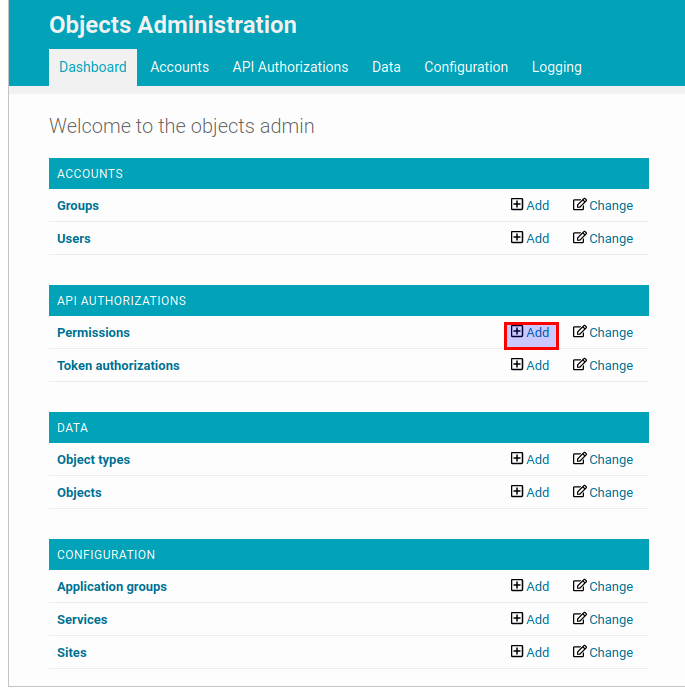 Objects Administration
Dashboard Accounts API Authorizations Data Configuration Logging
Welcome to the objects admin
ACCOUNTS
Groups Add Change
Users Add Change
API AUTHORIZATIONS
Permissions Add Change
Token authorizations Add Change
DATA
Object types Add Change
Objects Add Change
CONFIGURATION
Application groups Add Change
Services Add Change
Sites Add Change